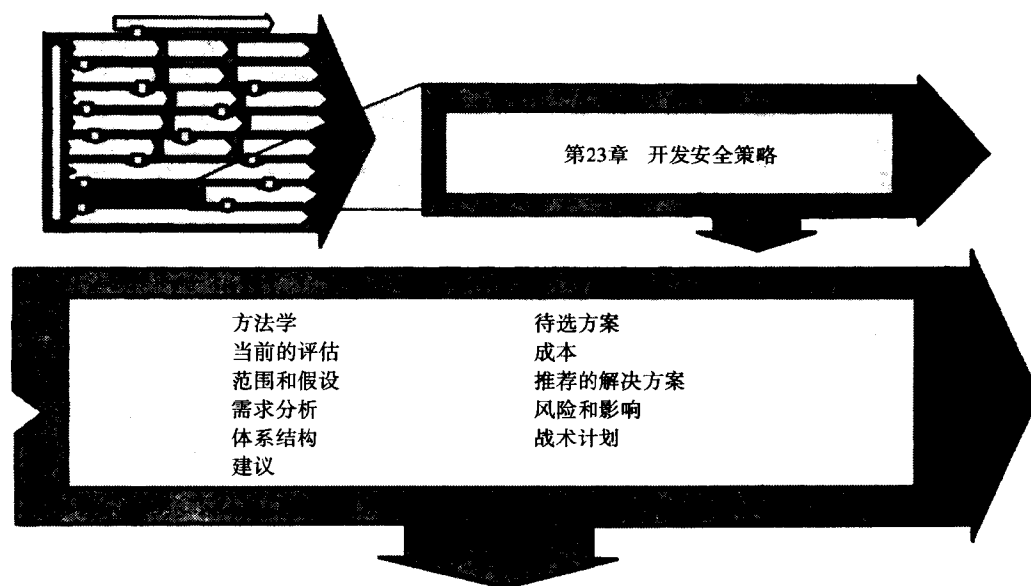 第23章 开发安全策略
方法学
当前的评估
范围和假设
需求分析
体系结构
建议
待选方案
成本
推荐的解决方案
风险和影响
战术计划